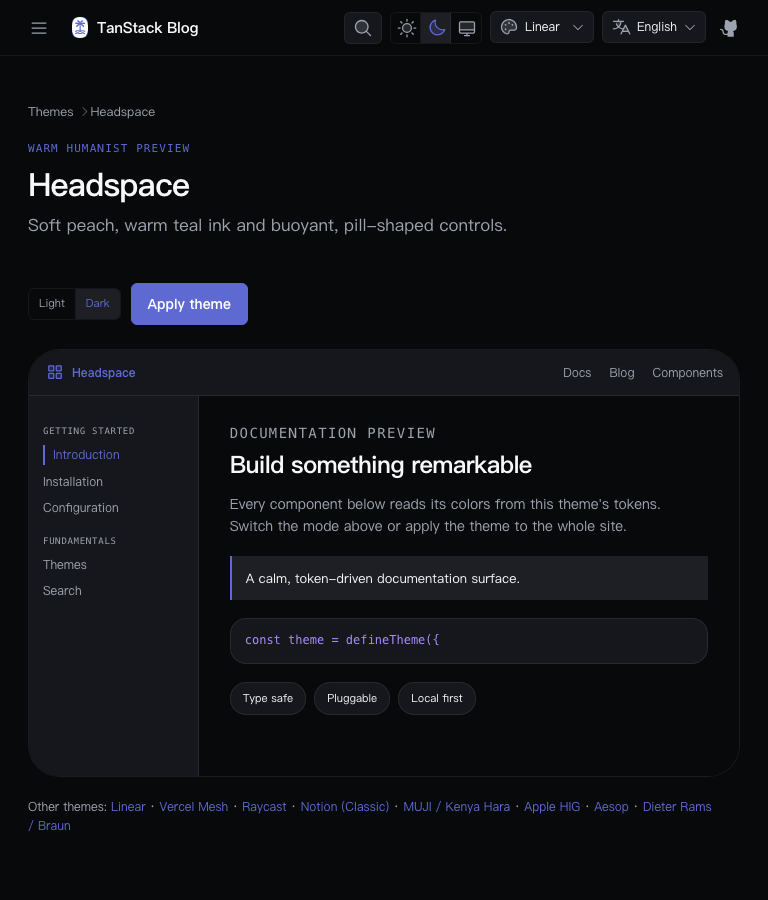 TanStack Blog
Linear
English
Themes
Headspace
WARM HUMANIST PREVIEW
Headspace
Soft peach, warm teal ink and buoyant, pill-shaped controls.
Light
Dark
Apply theme
Headspace
Docs
Blog
Components
GETTING STARTED
Introduction
Installation
Configuration
FUNDAMENTALS
Themes
Search
DOCUMENTATION PREVIEW
Build something remarkable
Every component below reads its colors from this theme's tokens.
Switch the mode above or apply the theme to the whole site.
A calm, token-driven documentation surface.
const theme = defineTheme({
Type safe
Pluggable
Local first
Other themes: Linear · Vercel Mesh · Raycast · Notion (Classic) · MUJI / Kenya Hara · Apple HIG · Aesop · Dieter Rams
/ Braun